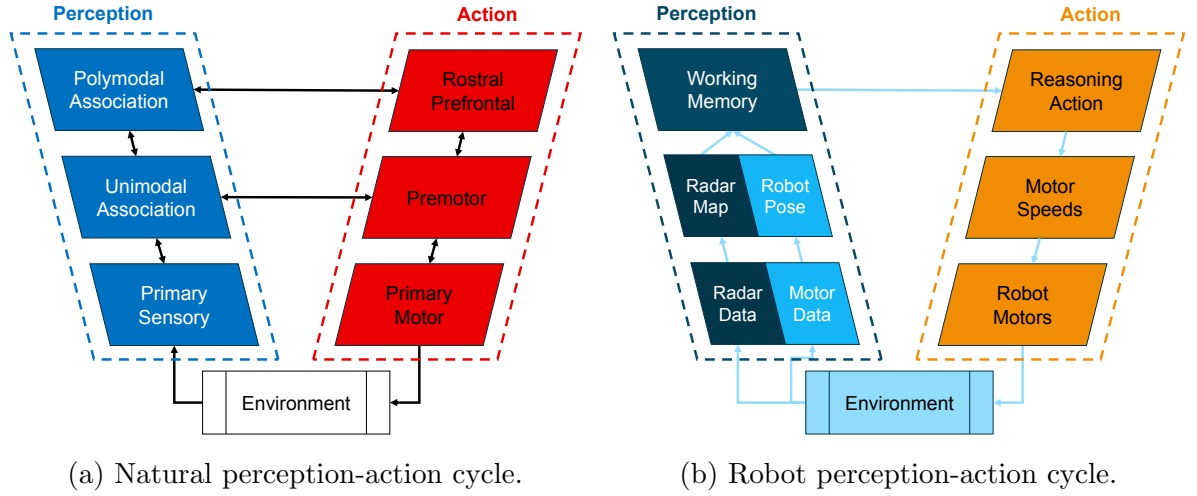 Perception
Action
Polymodal
Association
Rostral
Prefrontal
Unimodal
Association
Premotor
Primary
Sensory
Primary
Motor
Environment
(a) Natural perception-action cycle.
Perception
Action
Working
Memory
Reasoning
Action
Radar
Map
Robot
Pose
Motor
Speeds
Radar
Data
Motor
Data
Robot
Motors
Environment
(b) Robot perception-action cycle.